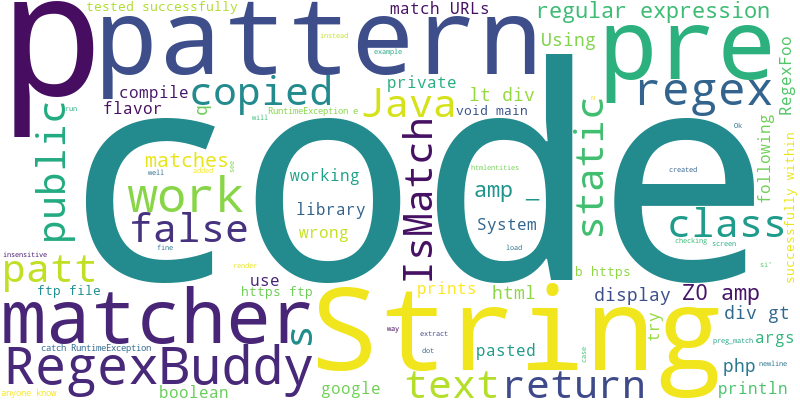 tested successfully
match URLs
regular expression
p
pattern
pre
instead
example
Using
RegexFoo
compile
copied
private
Java
lt div
regex
flavor
q
RuntimeException e
void main
run
public
will
code
IsMatch
static
following
Ok
matches
see
well
added
working
htmlentities
created
successfully within
work
amp _
library
System
class
false
wrong
fine
load
checking
screen
insensitive
patt
render
b https
si'
ftp file
https ftp
use
prints
html
display
ZO amp
matcher
String
s
div gt
way
extract
try
preg_match
args
catch RuntimeException
dot
pasted
case
php
newline
RegexBuddy
text
return
anyone know
boolean
google
println